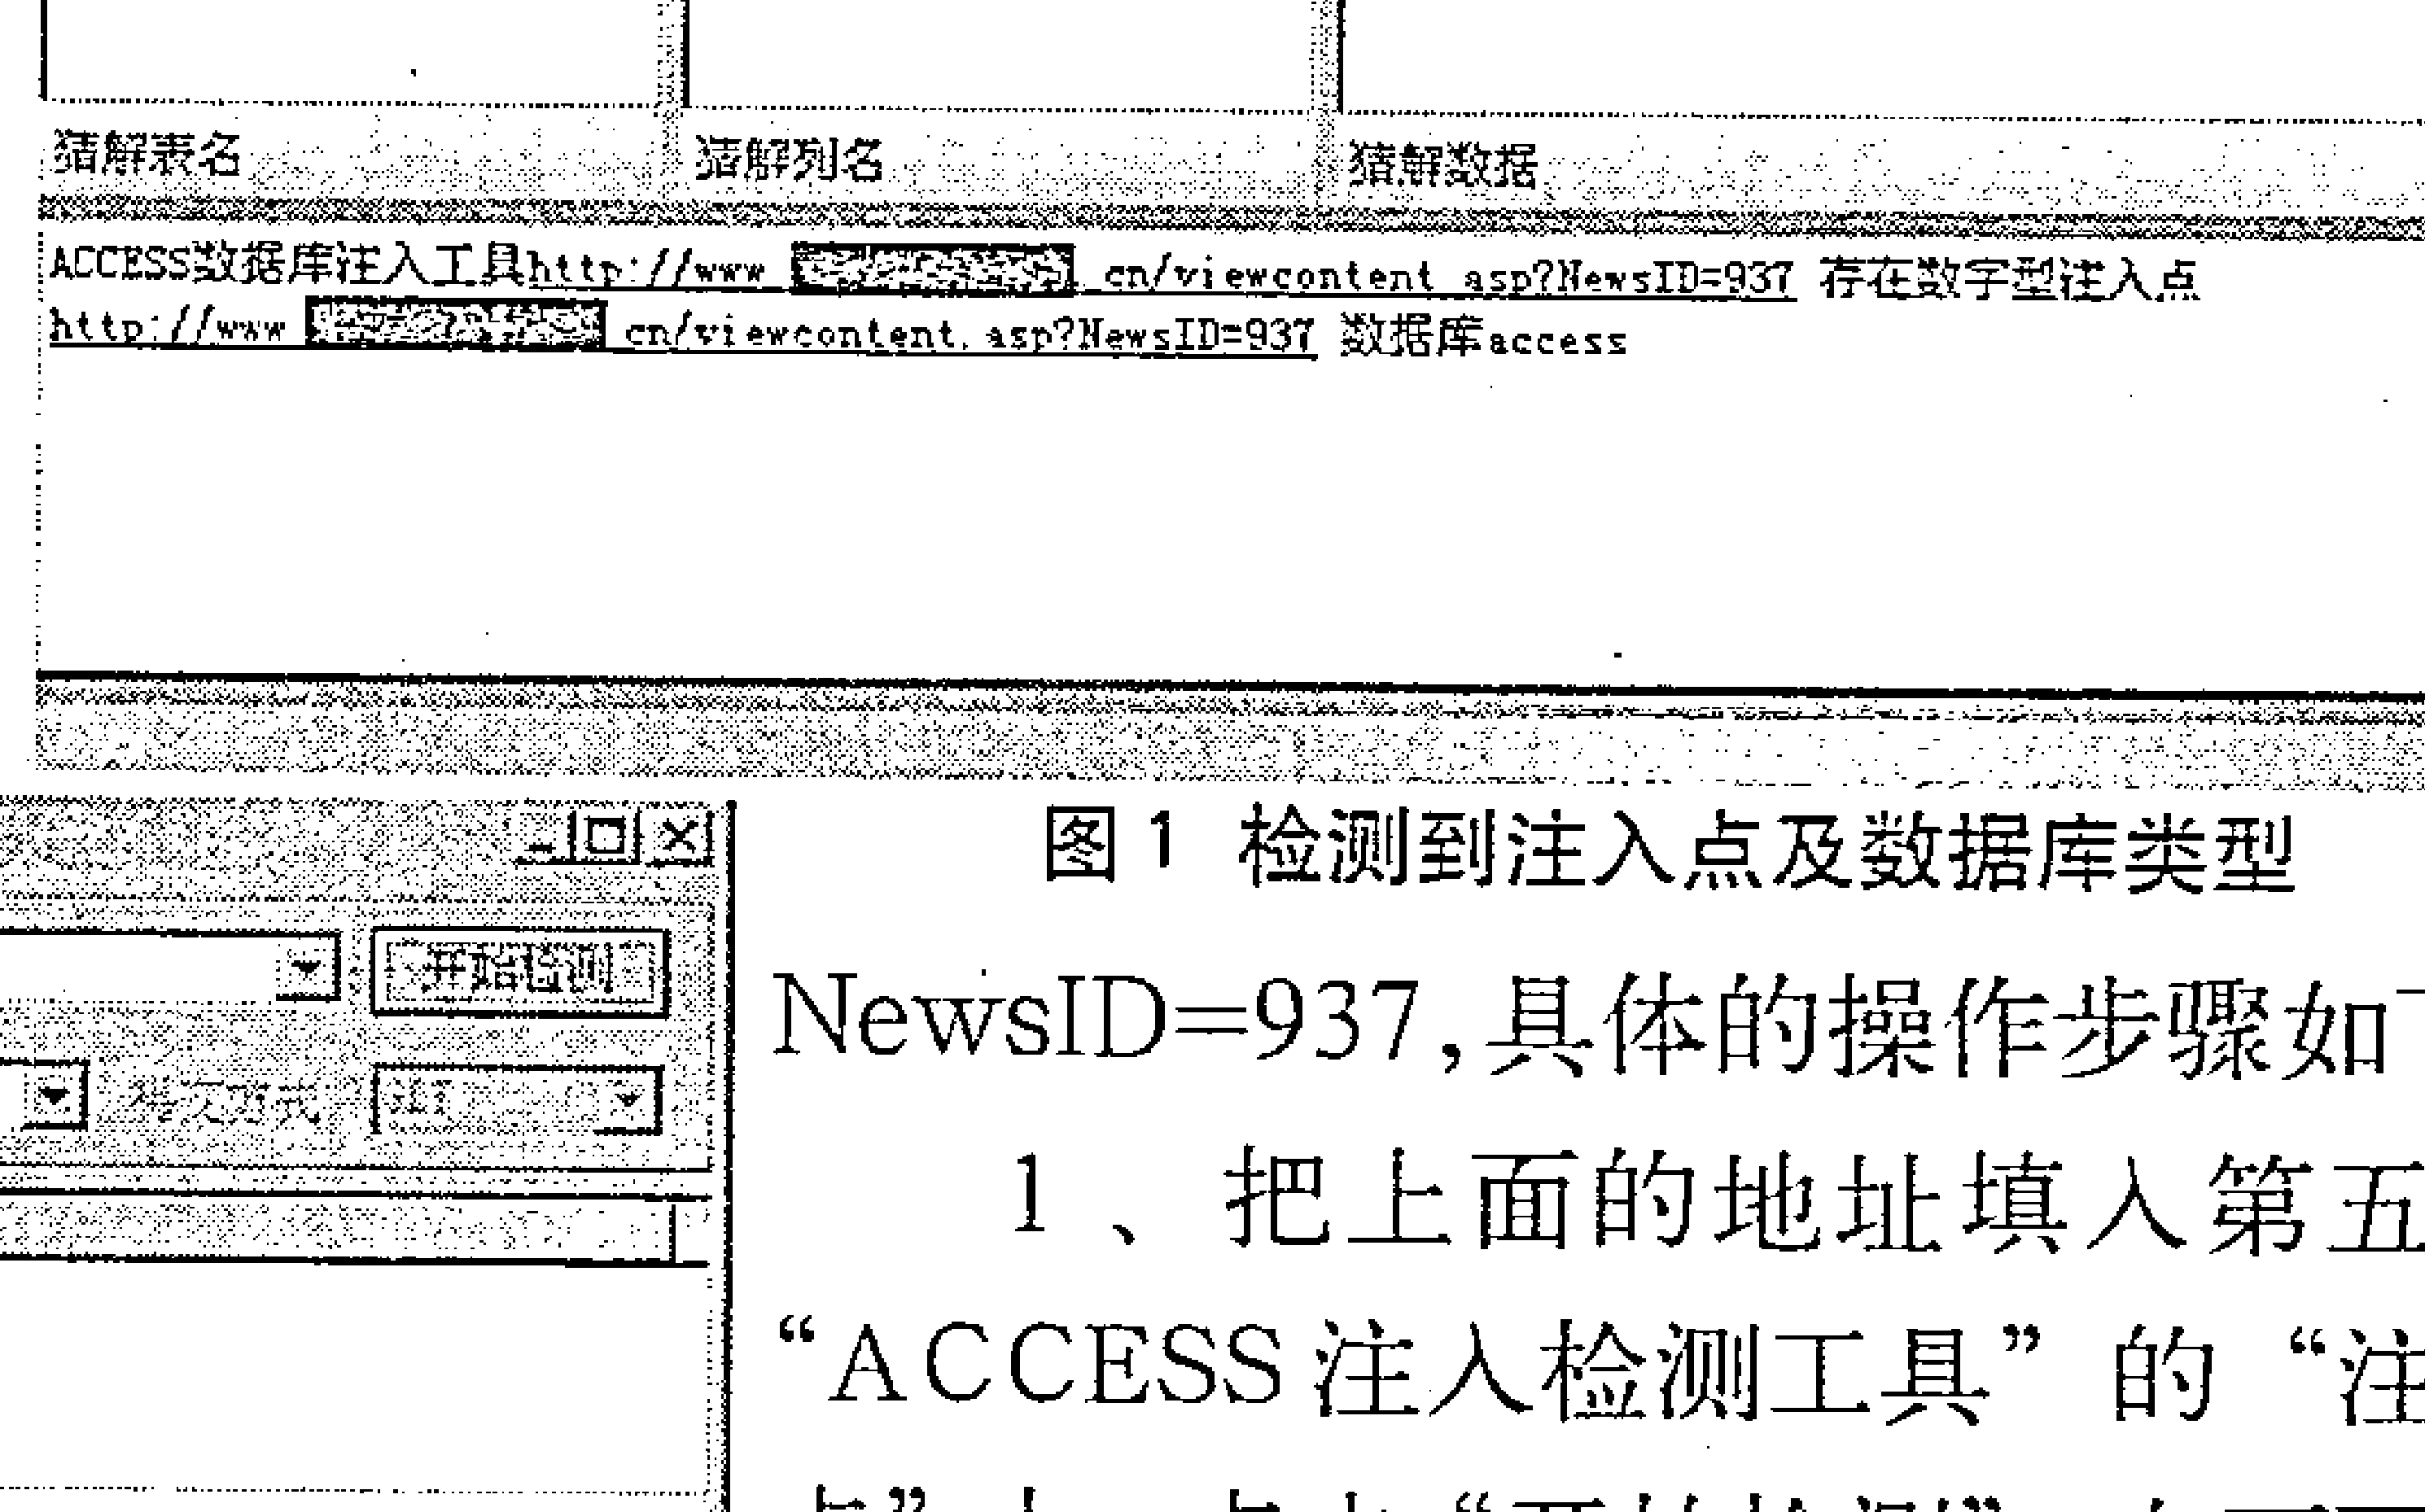 猜解表名 猜解列名 猜解数据
ACCESS数据库注入工具http://www cn/viewcontent asp?NewsID=937 存在数字型注入点
http://www cn/viewcontent.asp?NewsID=937 数据库access
图1 检测到注入点及数据库类型
开始检测
NewsID=937,具体的操作步骤如
1、把上面的地址填入第五
“ACCESS注入检测工具”的“注